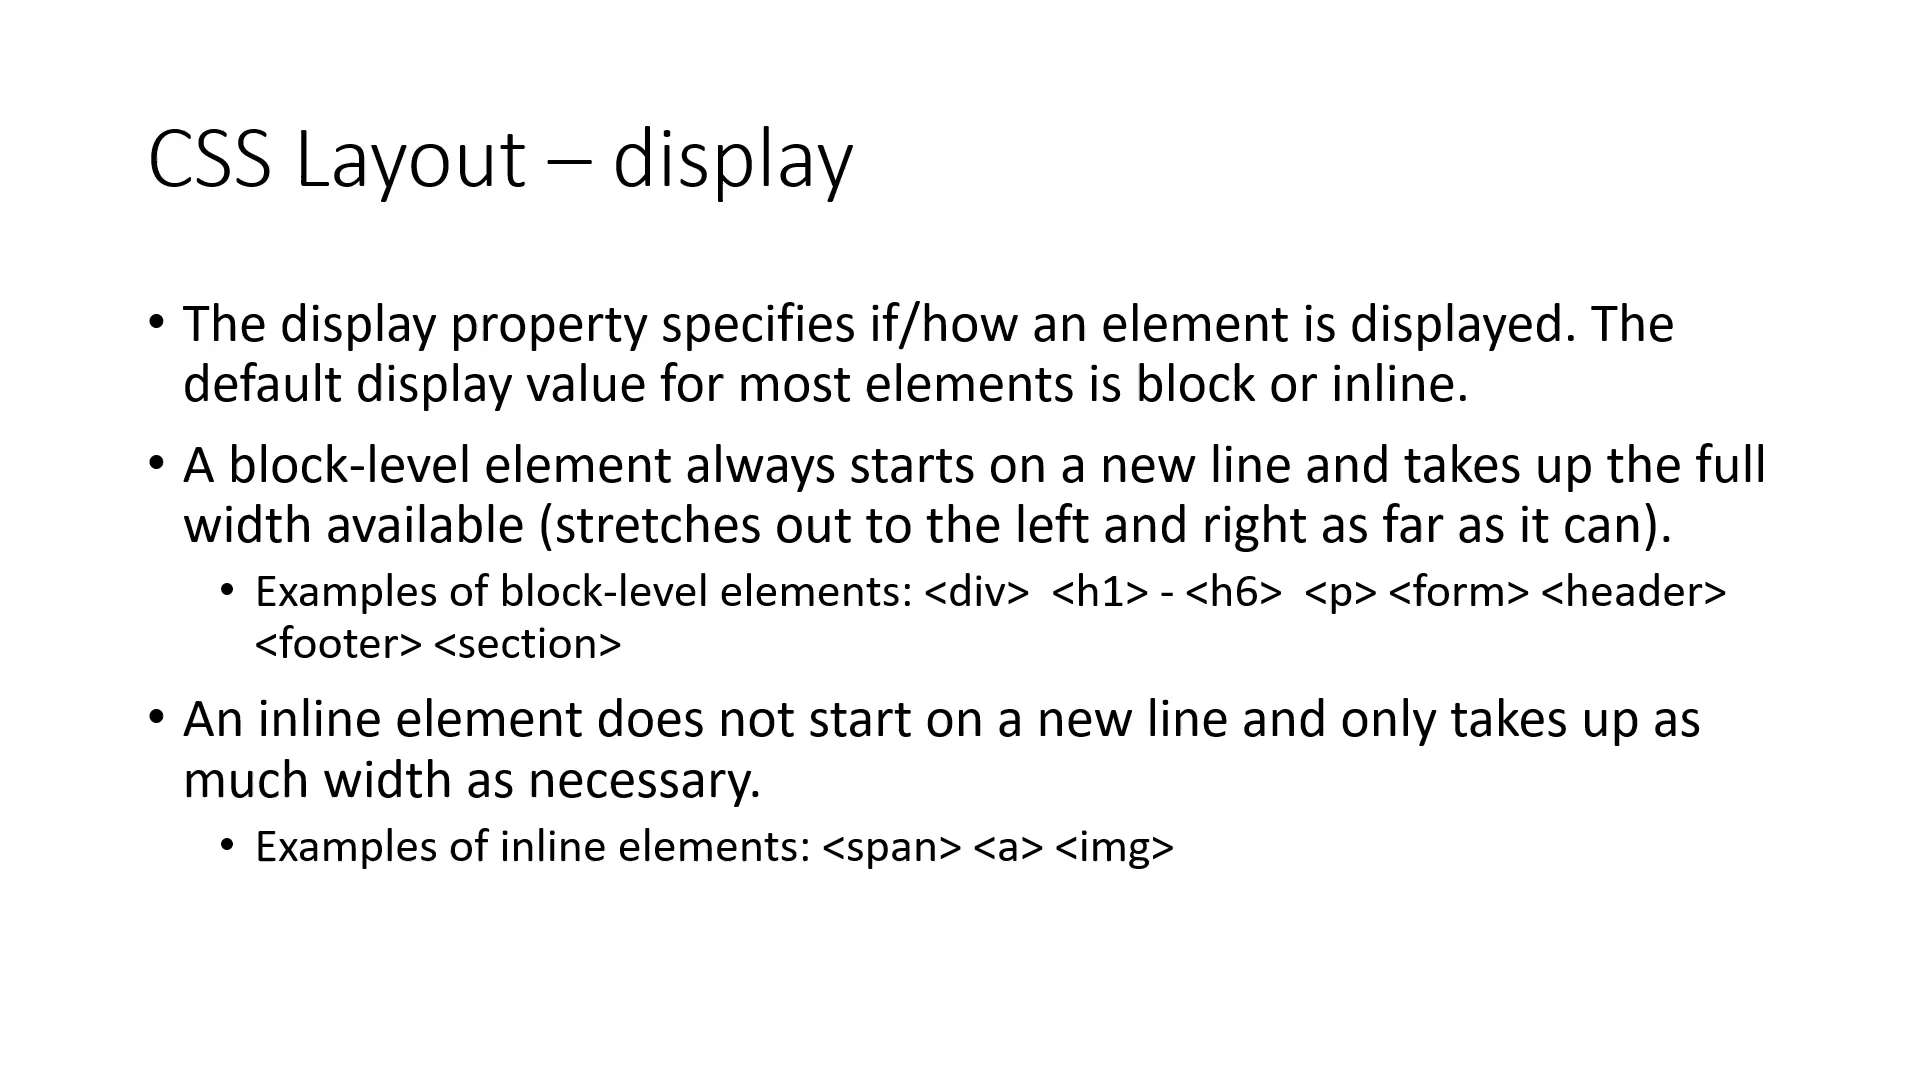 CSS Layout – display
• The display property specifies if/how an element is displayed. The
default display value for most elements is block or inline.
• A block-level element always starts on a new line and takes up the full
width available (stretches out to the left and right as far as it can).
• Examples of block-level elements: <div>  <h1> - <h6>  <p> <form> <header>
<footer> <section>
• An inline element does not start on a new line and only takes up as
much width as necessary.
• Examples of inline elements: <span> <a> <img>